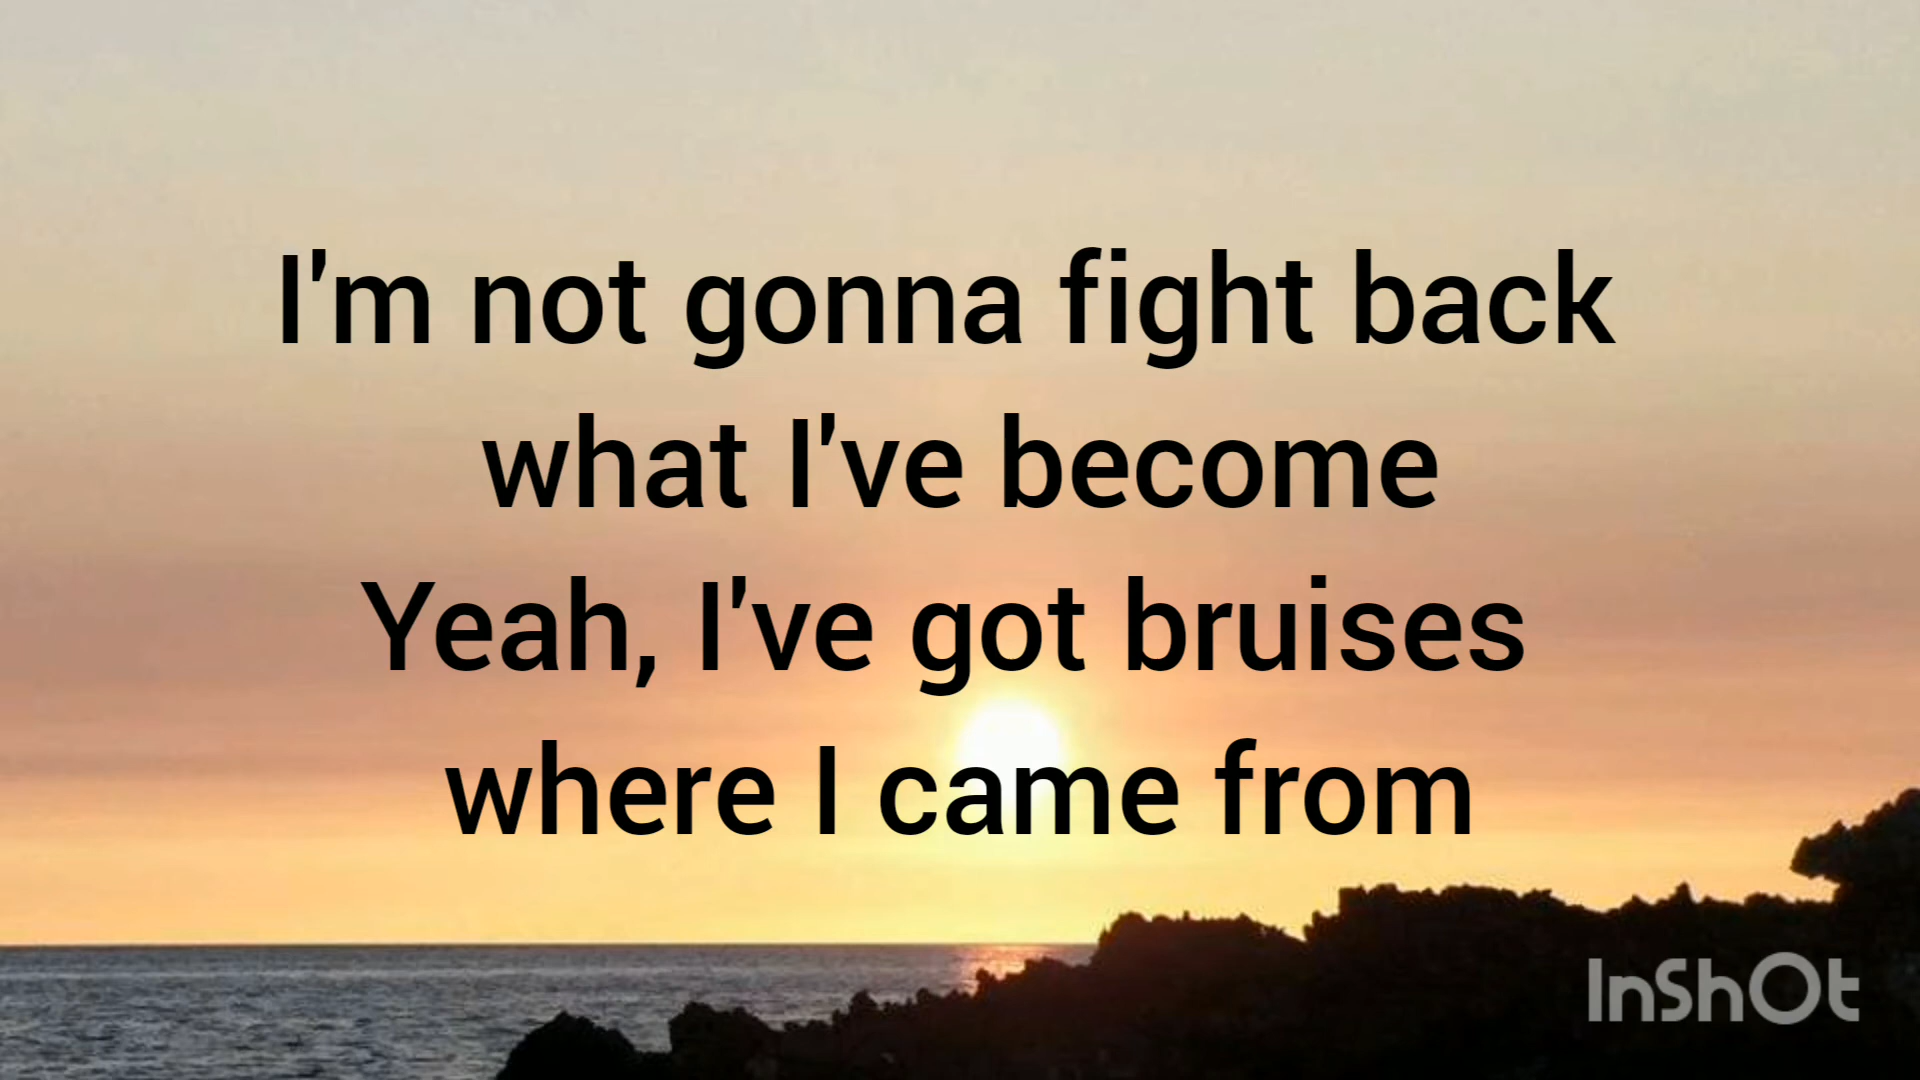 I'm not gonna fight back
what I've become
Yeah, I've got bruises
where I came from
InShOt